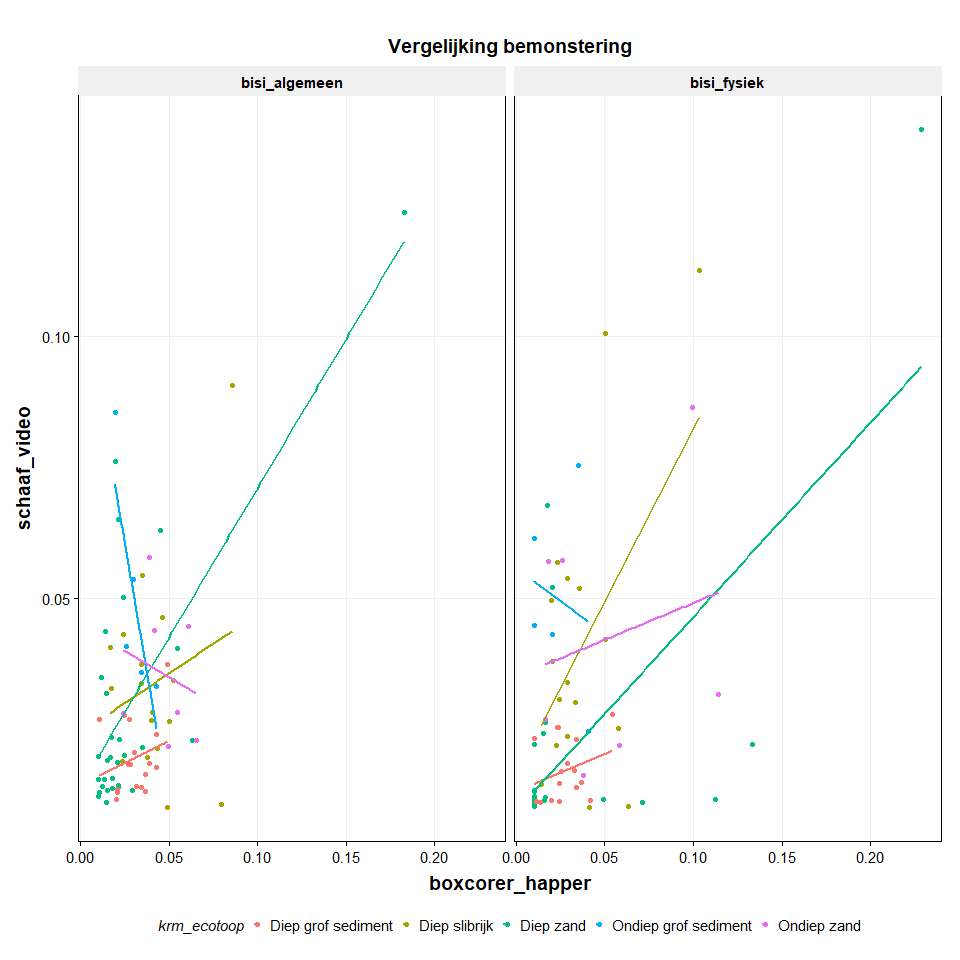 Vergelijking bemonstering
bisi_algemeen bisi_fysiek
schaaf_video
0.10
0.05
0.00 0.05 0.10 0.15 0.20 0.00 0.05 0.10 0.15 0.20
boxcorer_happer
krm_ecotoop Diep grof sediment Diep slibrijk Diep zand Ondiep grof sediment Ondiep zand